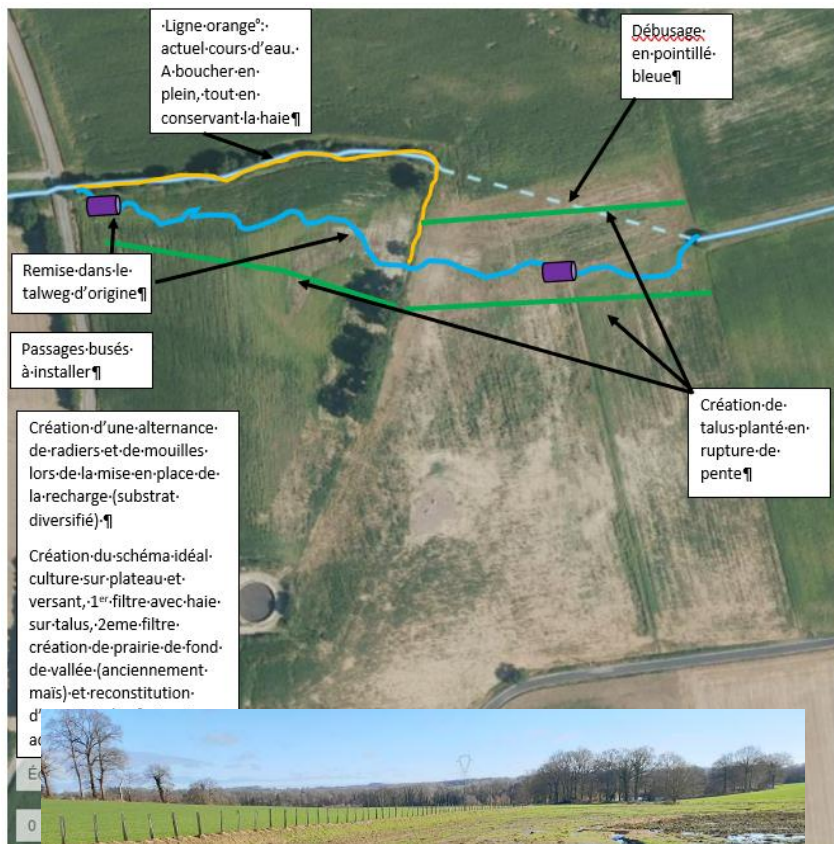 ·Ligne·orange°:·
actuel·cours·d’eau.·
A·boucher·en·
plein,·tout·en·
conservant·la·haie¶
Débusage·
en·pointillé·
bleue¶
Remise·dans·le·
talweg·d’origine¶
Passages·busés·
à·installer¶
Création·d’une·alternance·
de·radiers·et·de·mouilles·
lors·de·la·mise·en·place·de·
la·recharge·(substrat·
diversifié)·¶
Création·du·schéma·idéal·
culture·sur·plateau·et·
versant,·1er·filtre·avec·haie·
sur·talus,·2eme·filtre·
création·de·prairie·de·fond·
de·vallée·(anciennement·
maïs)·et·reconstitution·
d’
Création·de·
talus·planté·en·
rupture·de·
pente¶
0